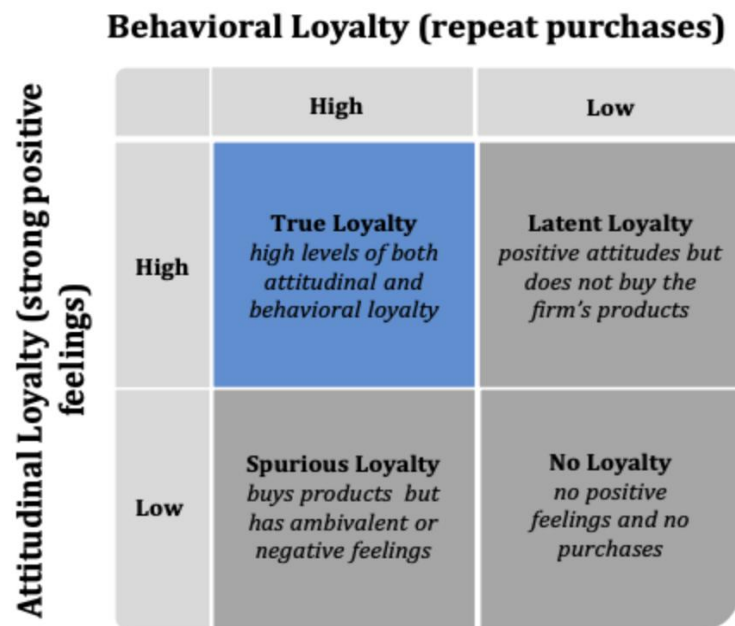 Behavioral Loyalty (repeat purchases)
Attitudinal Loyalty (strong positive
feelings)
High
Low
High
True Loyalty
high levels of both
attitudinal and
behavioral loyalty
Latent Loyalty
positive attitudes but
does not buy the
firm's products
Low
Spurious Loyalty
buys products but
has ambivalent or
negative feelings
No Loyalty
no positive
feelings and no
purchases